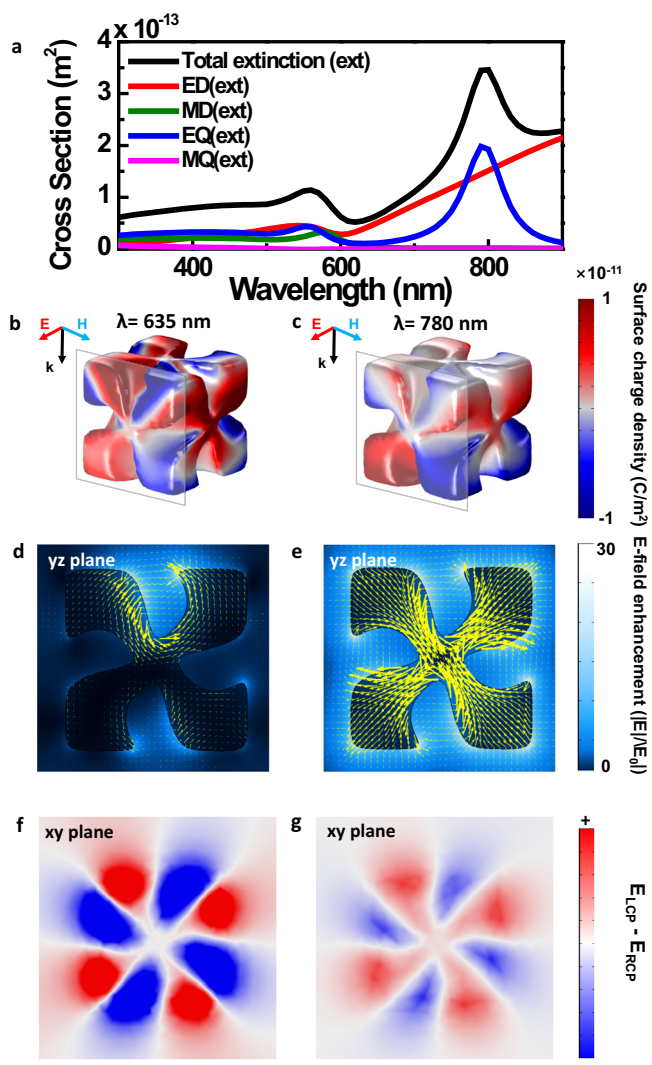 a
4 × 10⁻¹³
3
2
1
0
Cross Section (m²)
Total extinction (ext)
ED(ext)
MD(ext)
EQ(ext)
MQ(ext)
400 600 800
Wavelength (nm)
b
E H
k
λ= 635 nm
c
E H
k
λ= 780 nm
×10⁻¹¹
1
-1
Surface charge
density (C/m²)
d
yz plane
e
yz plane
30
0
E-field enhancement (|E|/|E₀|)
f
xy plane
g
xy plane
+
E_LCP - E_RCP